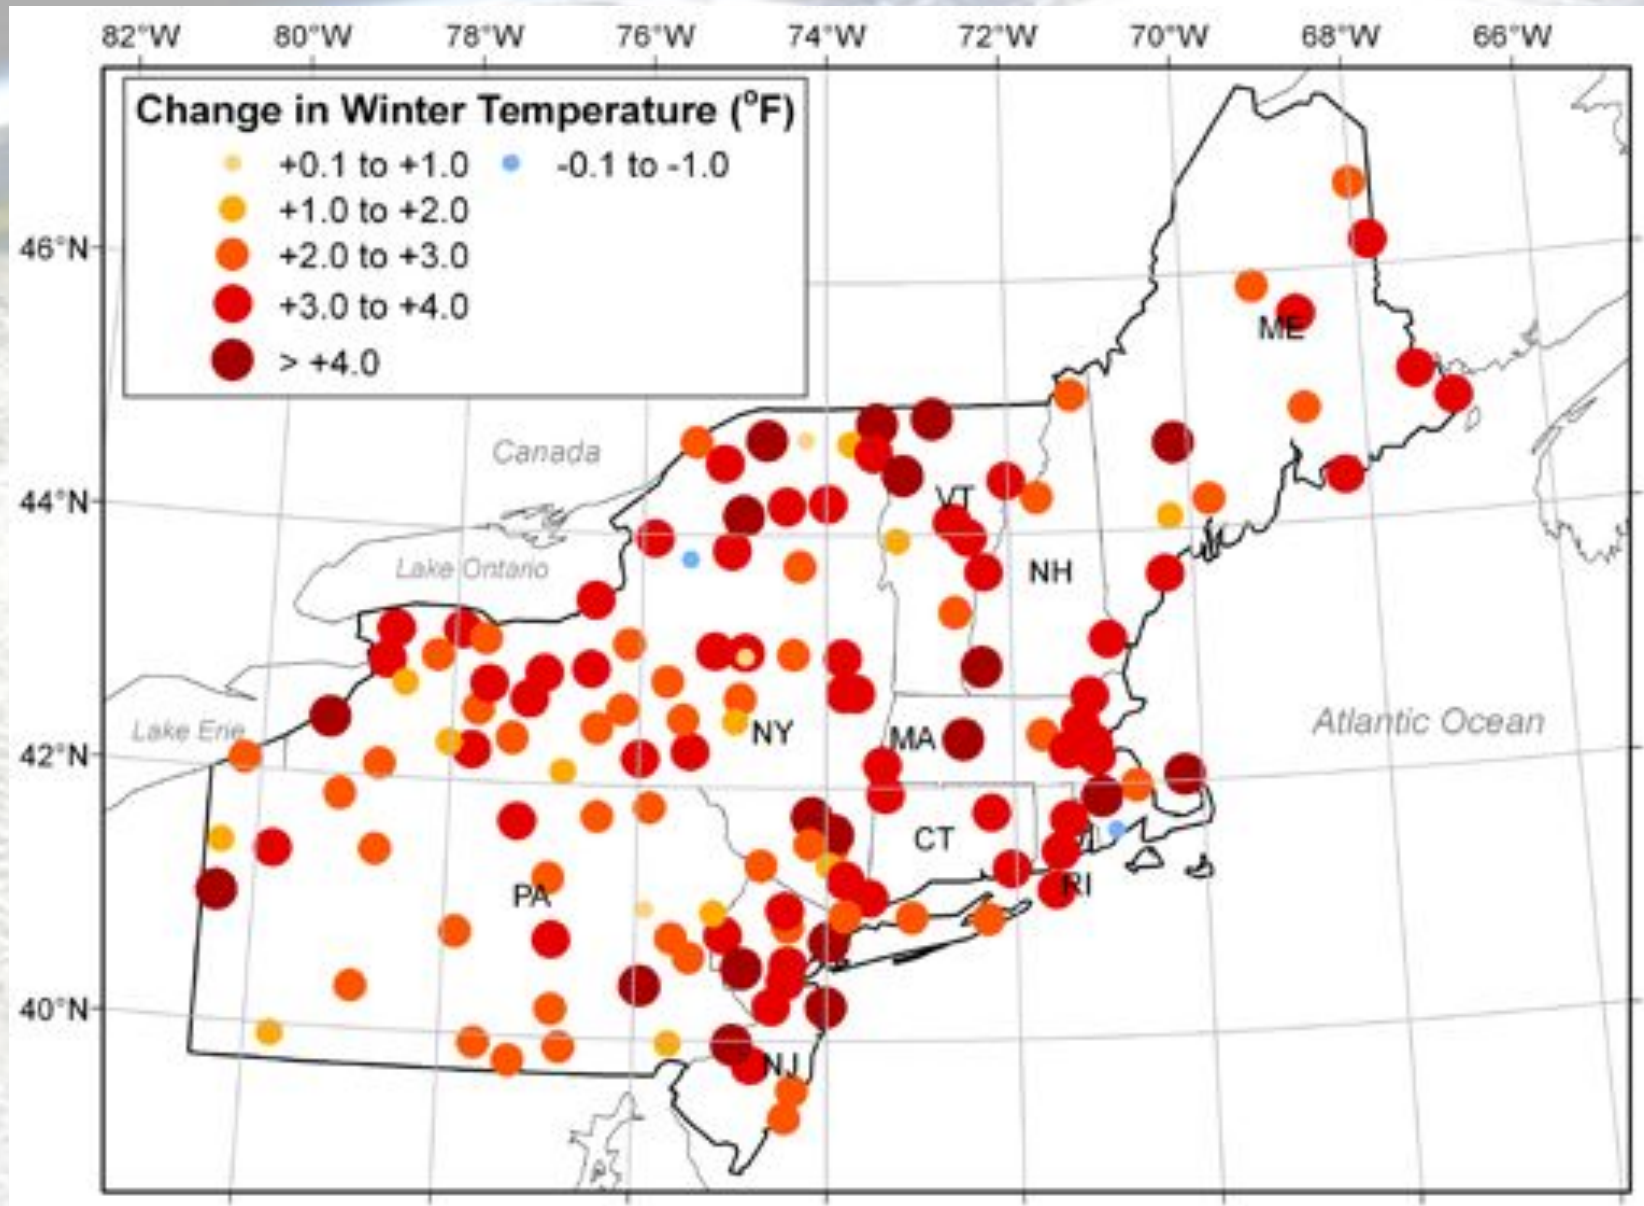 82°W 80°W 78°W 76°W 74°W 72°W 70°W 68°W 66°W
Change in Winter Temperature (°F)
+0.1 to +1.0 -0.1 to -1.0
+1.0 to +2.0
+2.0 to +3.0
+3.0 to +4.0
> +4.0
46°N
ME
Canada
44°N
VT
Lake Ontario
NH
Lake Erie
NY
MA
Atlantic Ocean
42°N
CT
PA
RI
40°N
NJ